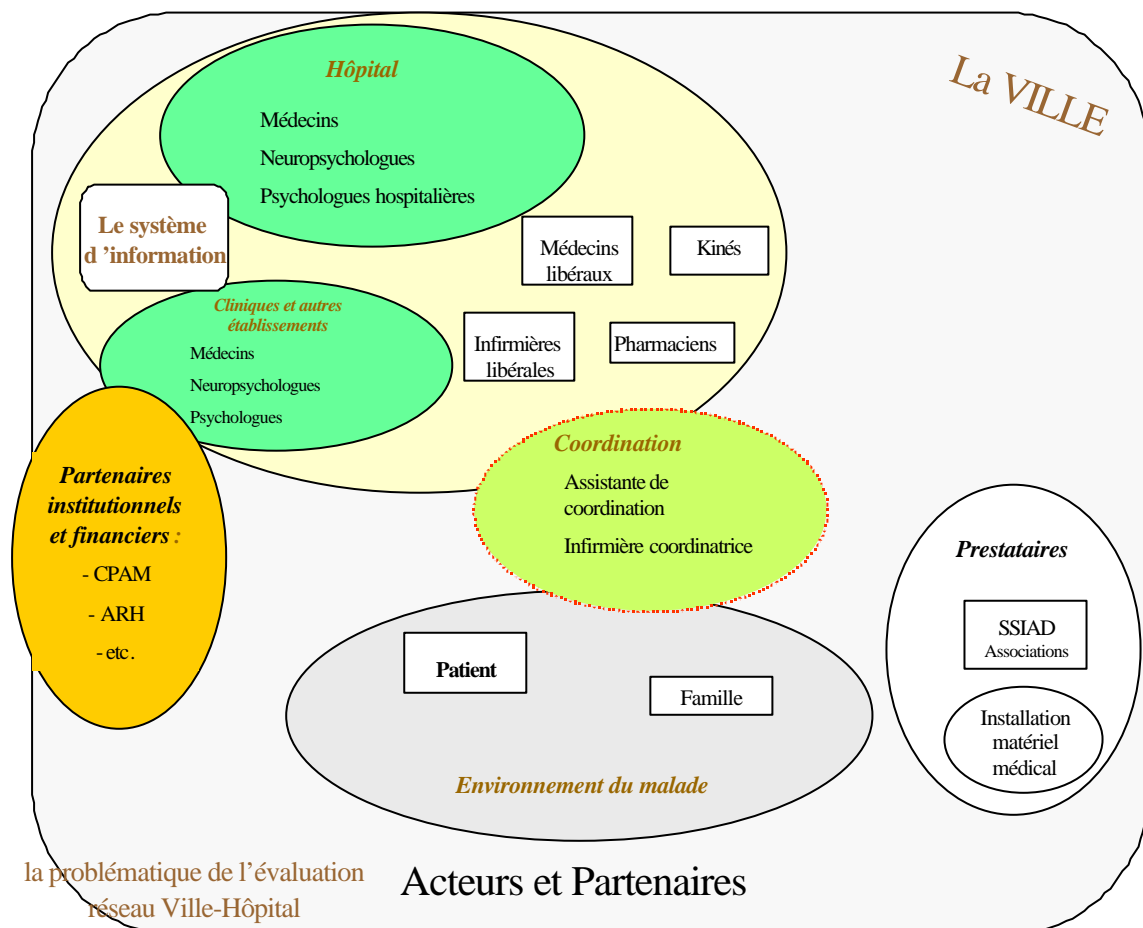 La VILLE
Hôpital
Médecins
Neuropsychologues
Psychologues hospitalières
Le système
d ’information
Médecins
libéraux
Kinés
Cliniques et autres
établissements
Médecins
Neuropsychologues
Psychologues
Infirmières
libérales
Pharmaciens
Partenaires
institutionnels
et financiers :
- CPAM
- ARH
- etc.
Coordination
Assistante de
coordination
Infirmière coordinatrice
Prestataires
SSIAD
Associations
Installation
matériel
médical
Patient
Famille
Environnement du malade
la problématique de l’évaluation
réseau Ville-Hôpital
Acteurs et Partenaires